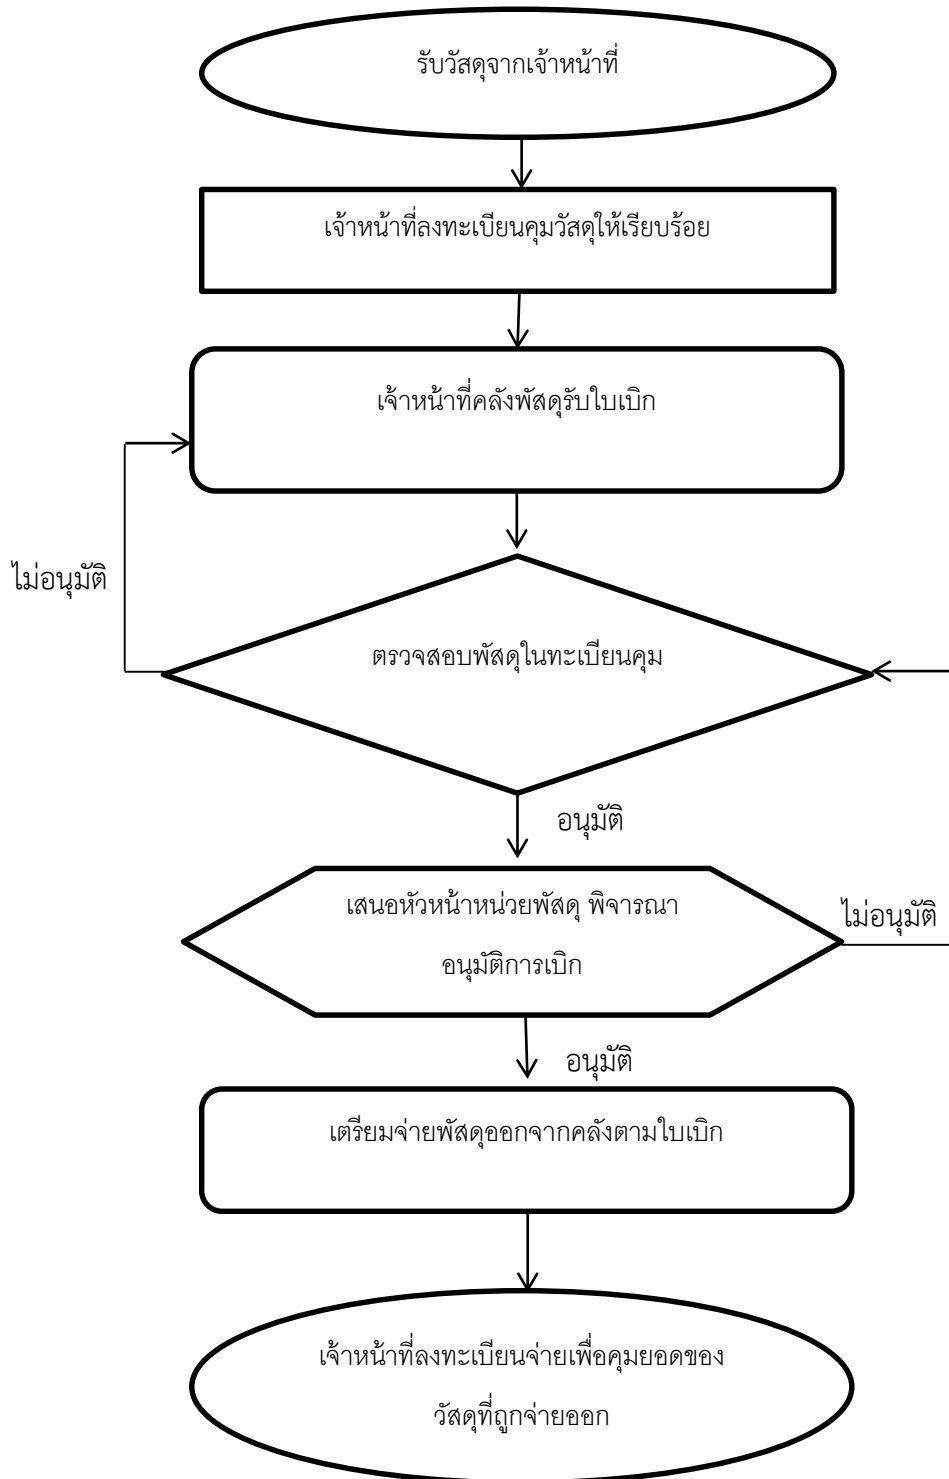 รับวัสดุจากเจ้าหน้าที่
เจ้าหน้าที่ลงทะเบียนคุมวัสดุให้เรียบร้อย
เจ้าหน้าที่คลังพัสดุรับใบเบิก
ไม่อนุมัติ
ตรวจสอบพัสดุในทะเบียนคุม
อนุมัติ
เสนอหัวหน้าหน่วยพัสดุ พิจารณา
อนุมัติการเบิก
ไม่อนุมัติ
อนุมัติ
เตรียมจ่ายพัสดุออกจากคลังตามใบเบิก
เจ้าหน้าที่ลงทะเบียนจ่ายเพื่อคุมยอดของ
วัสดุที่ถูกจ่ายออก